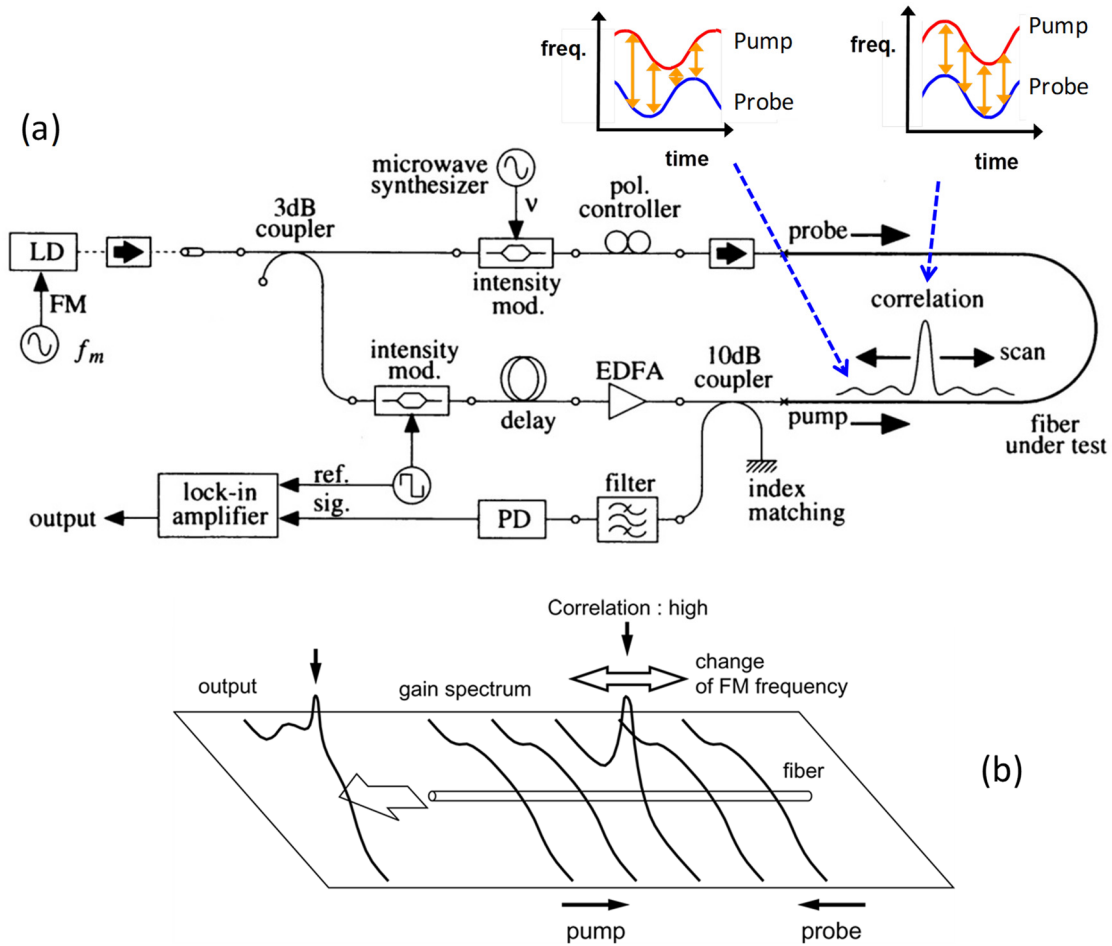 freq.
Pump
Probe
time
freq.
Pump
Probe
time
(a)
microwave
synthesizer
ν
3dB
coupler
pol.
controller
LD
FM
fm
intensity
mod.
probe
correlation
scan
intensity
mod.
delay
EDFA
10dB
coupler
pump
fiber
under test
ref.
sig.
lock-in
amplifier
output
PD
filter
index
matching
Correlation : high
output
gain spectrum
change
of FM frequency
fiber
(b)
pump
probe